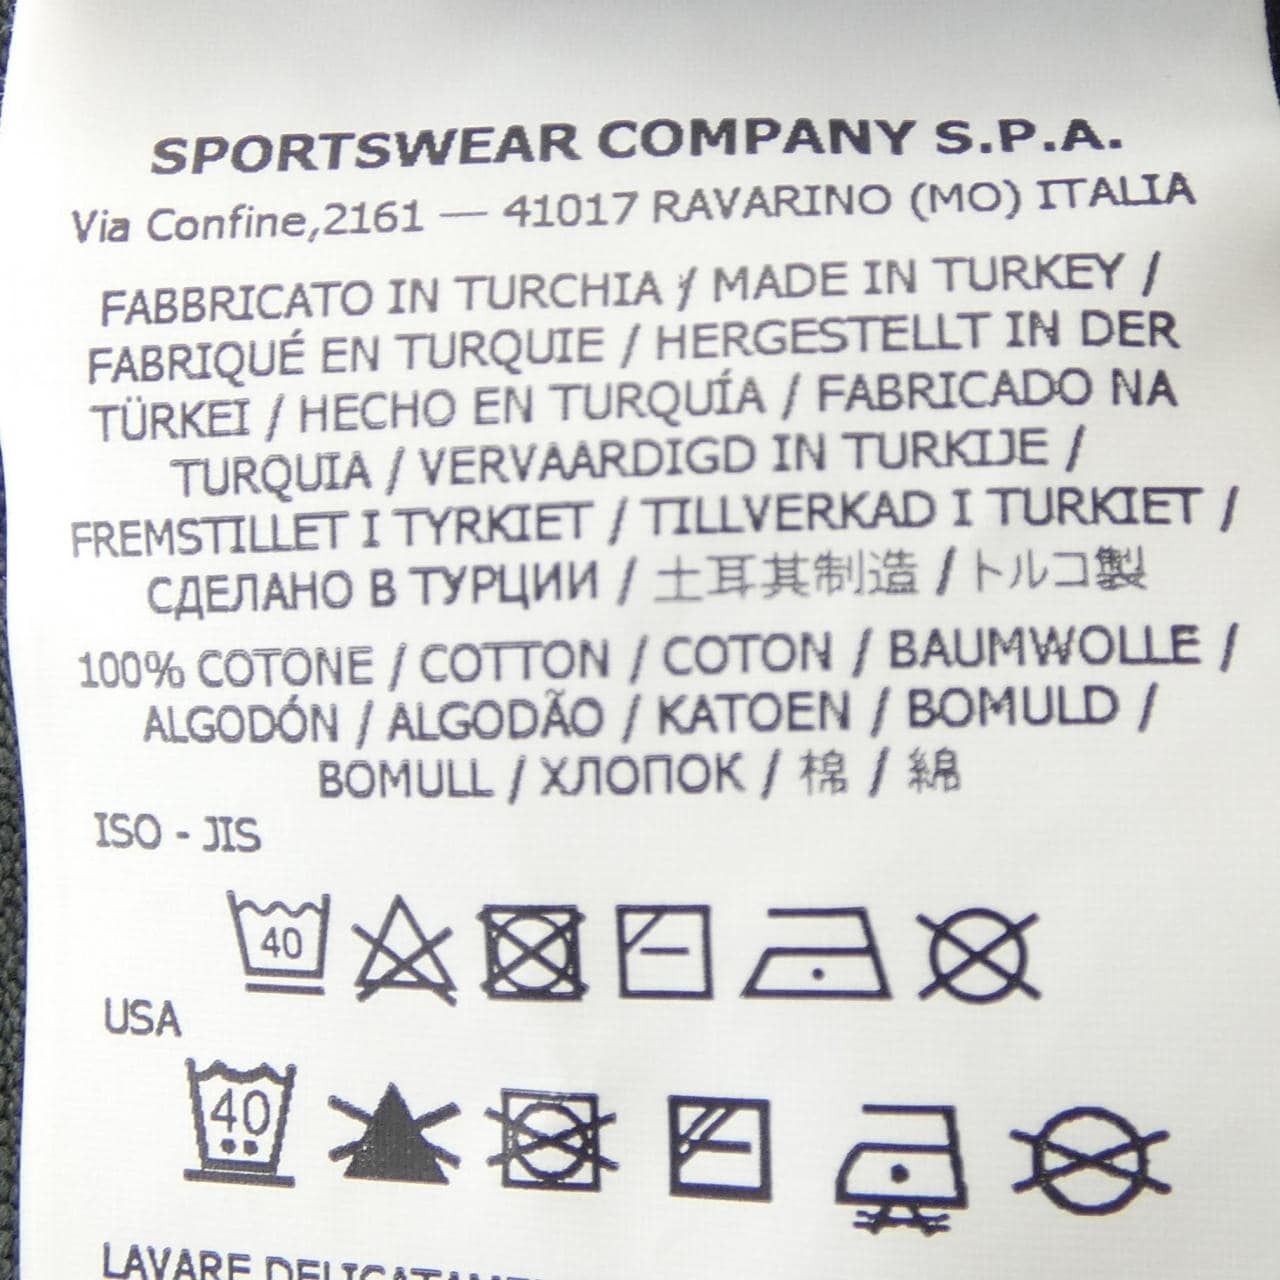 SPORTSWEAR COMPANY S.P.A.
Via Confine,2161 — 41017 RAVARINO (MO) ITALIA
FABBRICATO IN TURCHIA / MADE IN TURKEY /
FABRIQUÉ EN TURQUIE / HERGESTELLT IN DER
TÜRKEI / HECHO EN TURQUÍA / FABRICADO NA
TURQUIA / VERVAARDIGD IN TURKIJE /
FREMSTILLET I TYRKIET / TILLVERKAD I TURKIET /
СДЕЛАНО В ТУРЦИИ / 土耳其制造 / トルコ製
100% COTONE / COTTON / COTON / BAUMWOLLE /
ALGODÓN / ALGODÃO / KATOEN / BOMULD /
BOMULL / ХЛОПОК / 棉 / 綿
ISO - JIS
40
USA
40
LAVARE